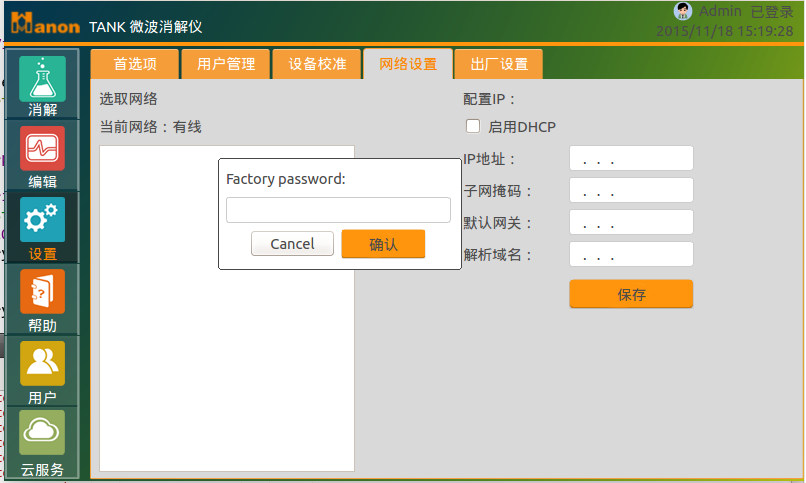 Hanon TANK 微波消解仪
Admin 已登录
2015/11/18 15:19:28
消解
编辑
设置
帮助
用户
云服务
首选项 用户管理 设备校准 网络设置 出厂设置
选取网络
当前网络：有线
Factory password:
Cancel 确认
配置IP：
启用DHCP
IP地址： . . .
子网掩码： . . .
默认网关： . . .
解析域名： . . .
保存